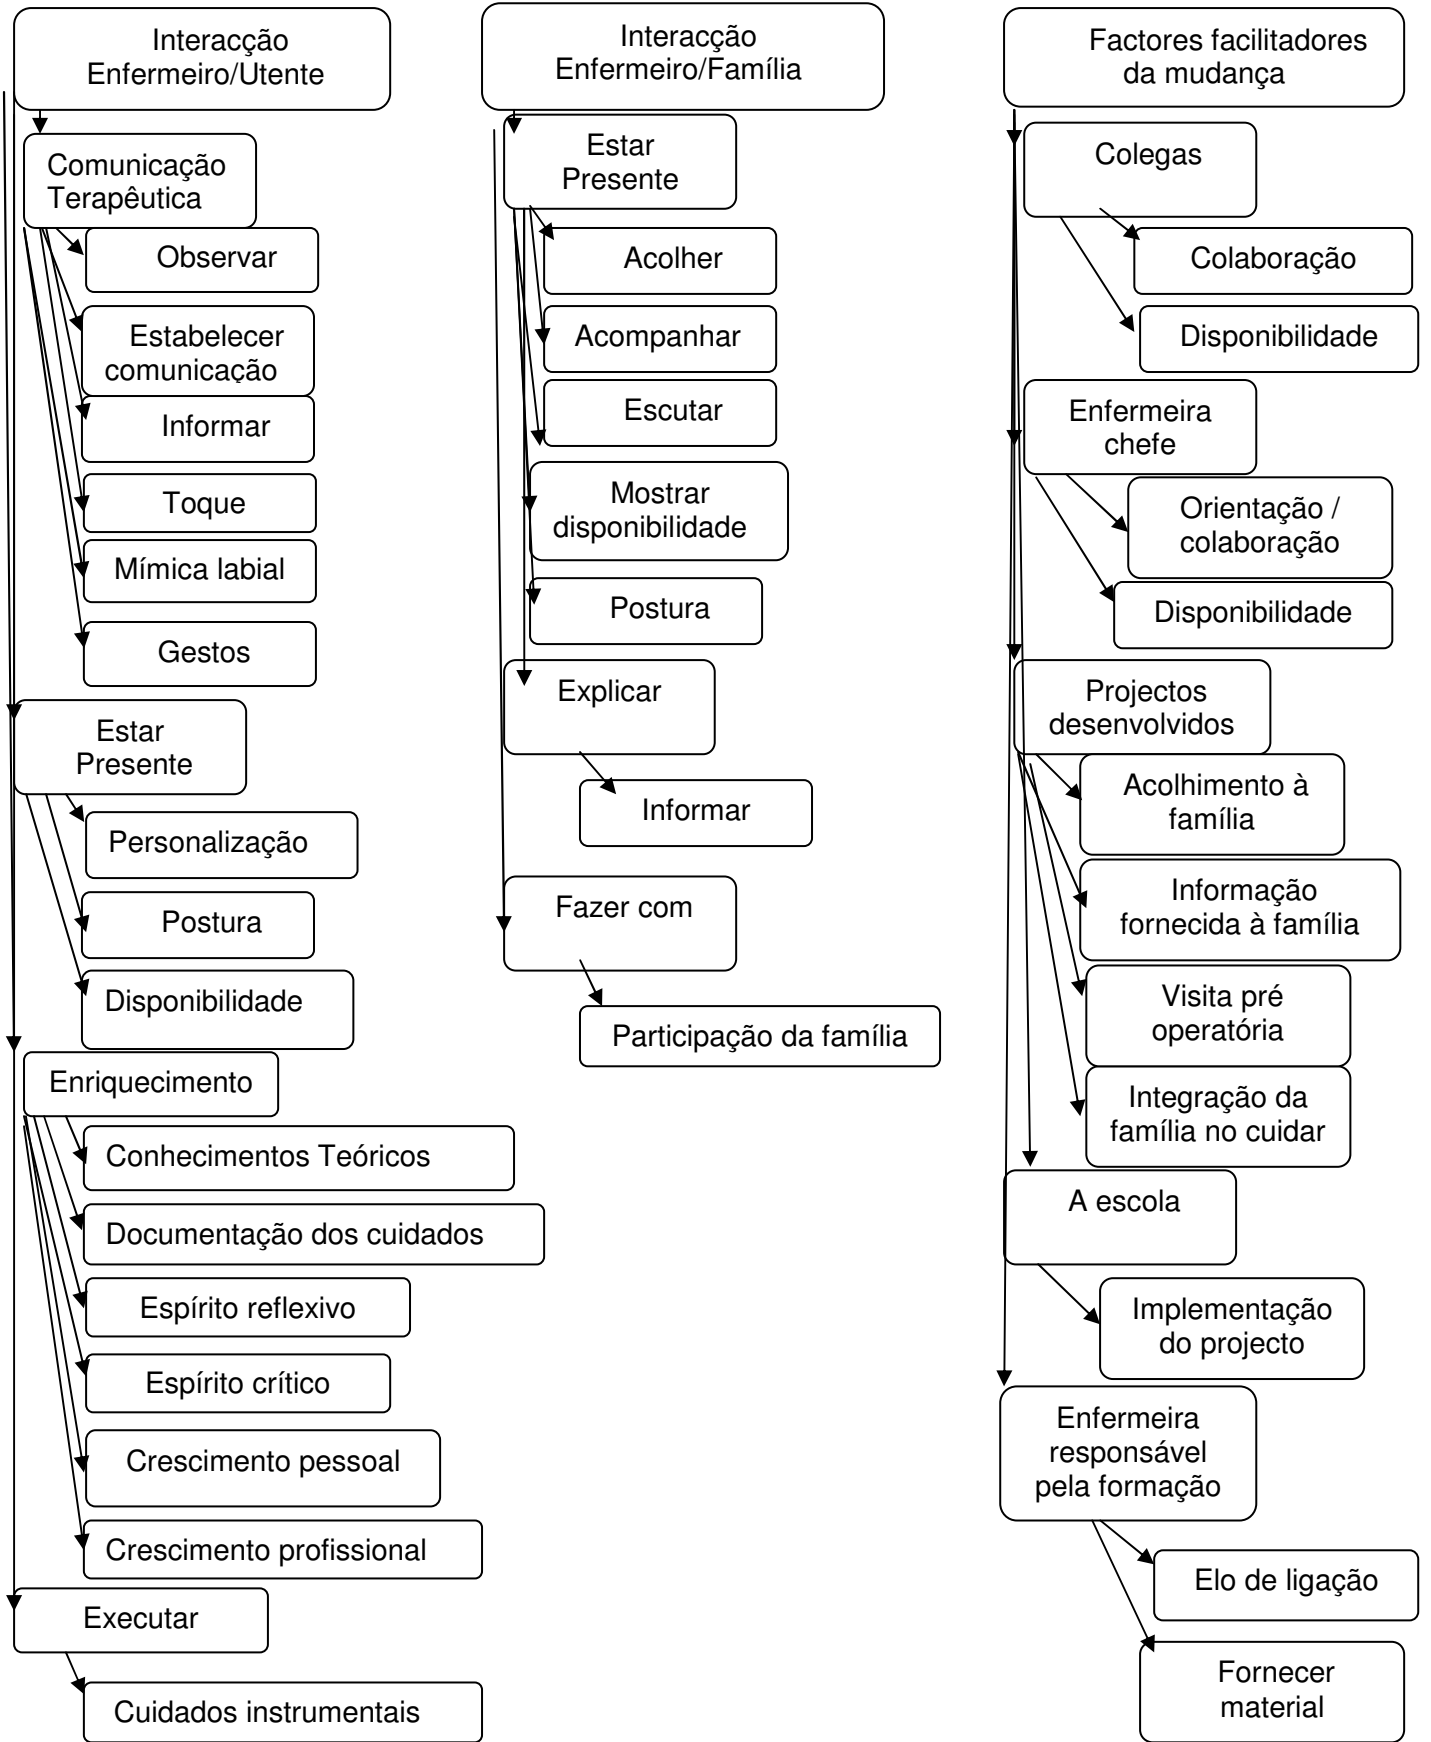 Interacção
Enfermeiro/Utente
Comunicação
Terapêutica
Observar
Estabelecer
comunicação
Informar
Toque
Mímica labial
Gestos
Estar
Presente
Personalização
Postura
Disponibilidade
Enriquecimento
Conhecimentos Teóricos
Documentação dos cuidados
Espírito reflexivo
Espírito crítico
Crescimento pessoal
Crescimento profissional
Executar
Cuidados instrumentais
Interacção
Enfermeiro/Família
Estar
Presente
Acolher
Acompanhar
Escutar
Mostrar
disponibilidade
Postura
Explicar
Informar
Fazer com
Participação da família
Factores facilitadores
da mudança
Colegas
Colaboração
Disponibilidade
Enfermeira
chefe
Orientação /
colaboração
Disponibilidade
Projectos
desenvolvidos
Acolhimento à
família
Informação
fornecida à família
Visita pré
operatória
Integração da
família no cuidar
A escola
Implementação
do projecto
Enfermeira
responsável
pela formação
Elo de ligação
Fornecer
material